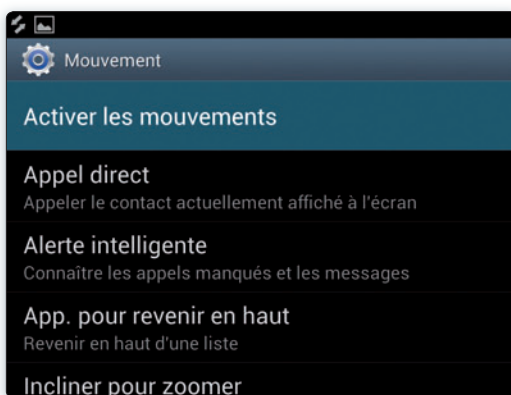 Mouvement
Activer les mouvements
Appel direct
Appeler le contact actuellement affiché à l'écran
Alerte intelligente
Connaître les appels manqués et les messages
App. pour revenir en haut
Revenir en haut d'une liste
Incliner pour zoomer